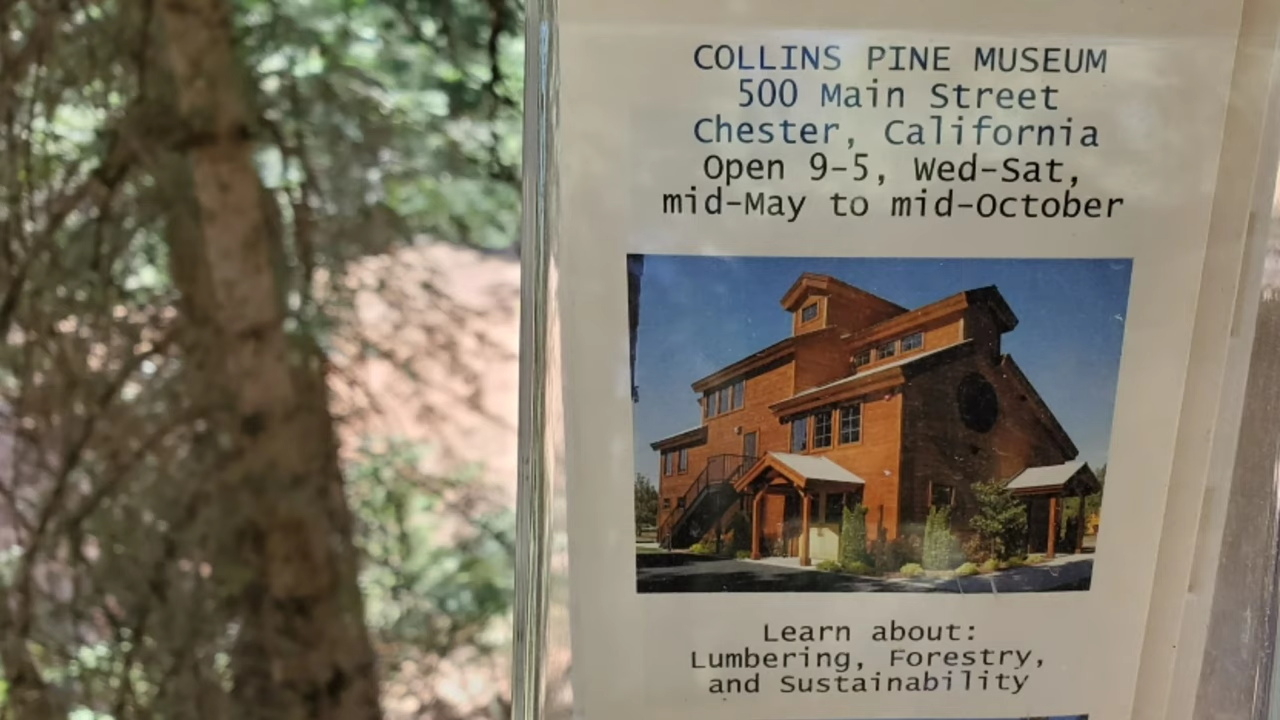 COLLINS PINE MUSEUM
500 Main Street
Chester, California
Open 9-5, Wed-Sat,
mid-May to mid-October
Learn about:
Lumbering, Forestry,
and Sustainability